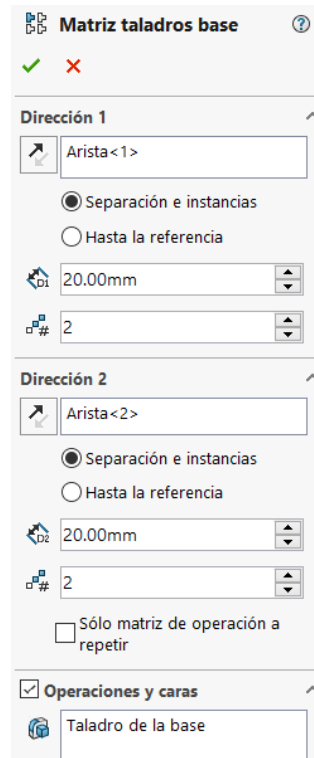 Matriz taladros base
Dirección 1
Arista<1>
Separación e instancias
Hasta la referencia
D1
20.00mm
#
2
Dirección 2
Arista<2>
Separación e instancias
Hasta la referencia
D2
20.00mm
#
2
Sólo matriz de operación a
repetir
Operaciones y caras
Taladro de la base